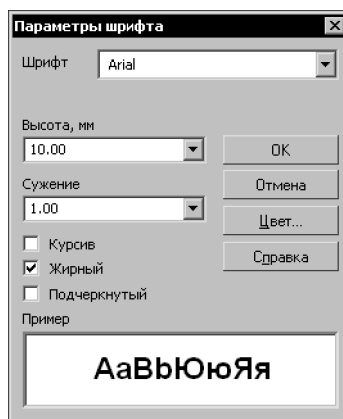 Параметры шрифта
Шрифт Arial
Высота, мм
10.00
OK
Сужение
Отмена
1.00
Цвет...
Курсив
Справка
Жирный
Подчеркнутый
Пример
АаВbЮюЯя